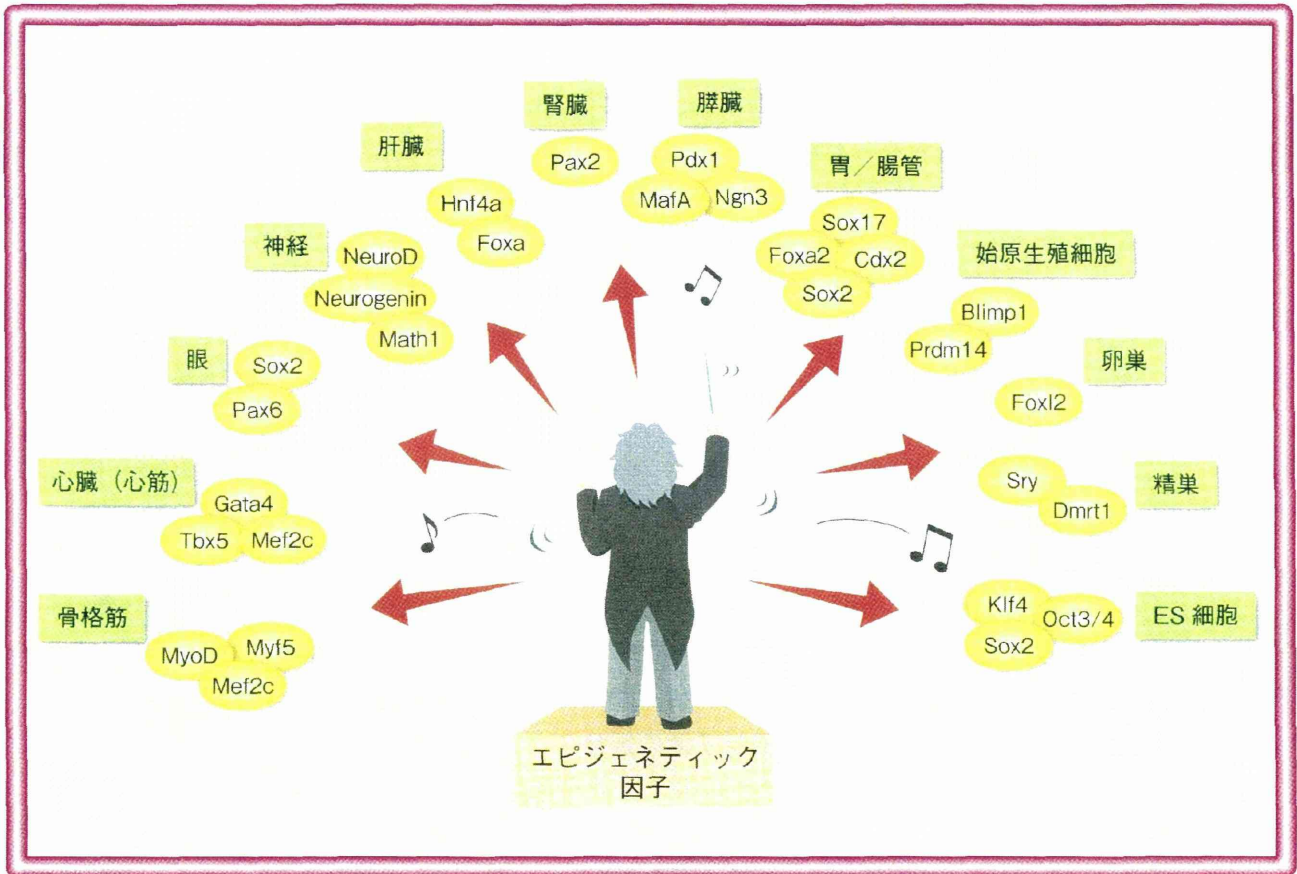 腎臓
Pax2
膵臓
Pdx1
MafA
Ngn3
肝臓
Hnf4a
Foxa
胃／腸管
Sox17
Foxa2
Cdx2
Sox2
神経
NeuroD
Neurogenin
Math1
始原生殖細胞
Blimp1
Prdm14
眼
Sox2
Pax6
卵巣
Foxl2
心臓（心筋）
Gata4
Tbx5
Mef2c
精巣
Sry
Dmrt1
骨格筋
MyoD
Myf5
Mef2c
ES 細胞
Klf4
Oct3/4
Sox2
エピジェネティック
因子